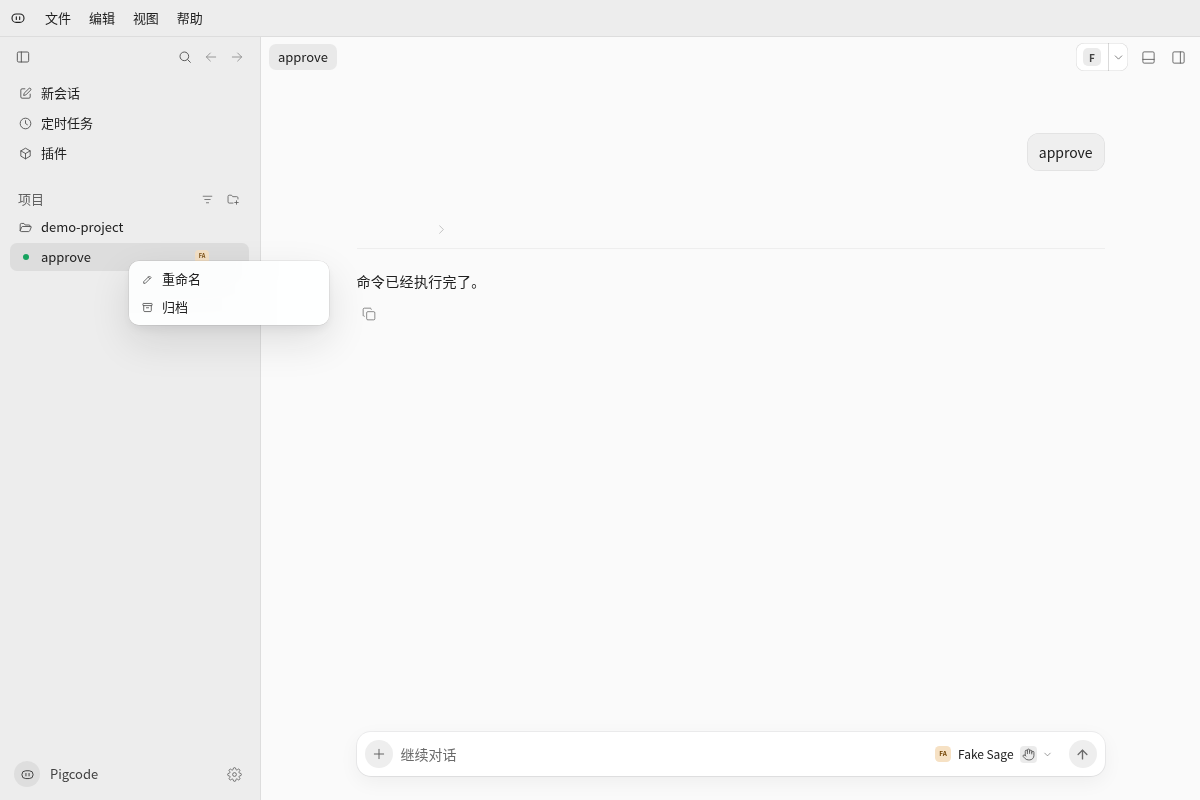 文件 编辑 视图 帮助
approve
F
新会话
定时任务
插件
项目
demo-project
approve FA
重命名
归档
approve
命令已经执行完了。
继续对话
FA Fake Sage
Pigcode